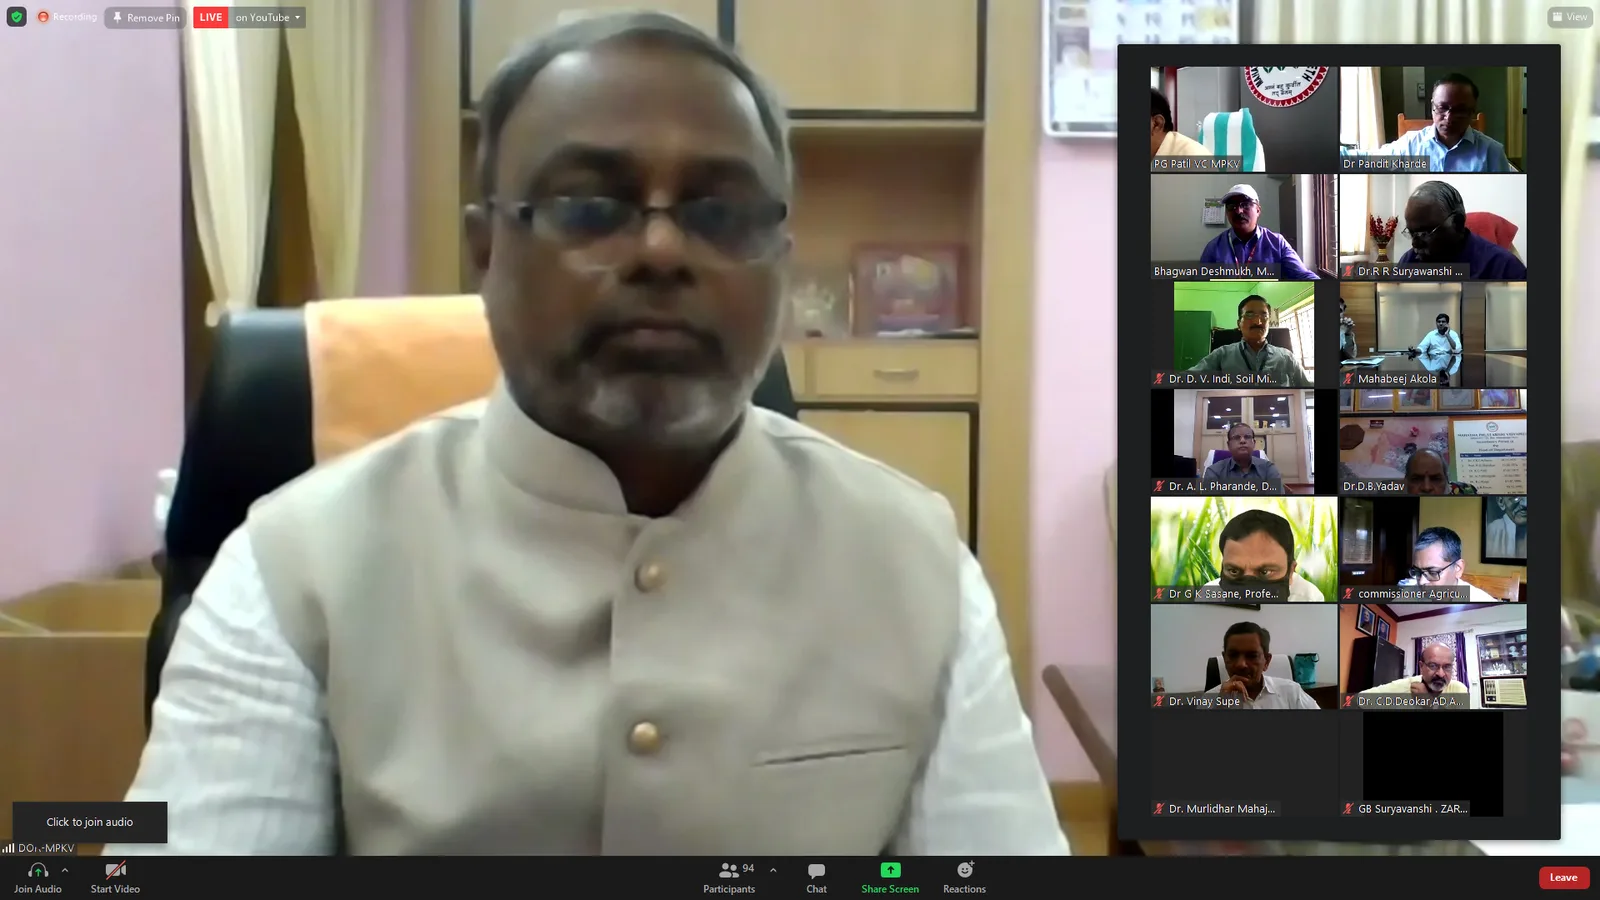 Recording
Remove Pin
LIVE
on YouTube
View
PG Patil VC MPKV
Dr Pandit Kharde
Bhagwan Deshmukh, M...
Dr.R R Suryawanshi ...
Dr. D. V. Indi, Soil Mi...
Mahabeej Akola
Dr. A. L. Pharande, D...
Dr.D.B.Yadav
Dr G K Sasane, Profe...
commissioner Agricu...
Dr. Vinay Supe
Dr. C.D.Deokar,AD A...
Dr. Murlidhar Mahaj...
GB Suryavanshi . ZAR...
Click to join audio
DOR-MPKV
Join Audio
Start Video
94
Participants
Chat
Share Screen
Reactions
Leave